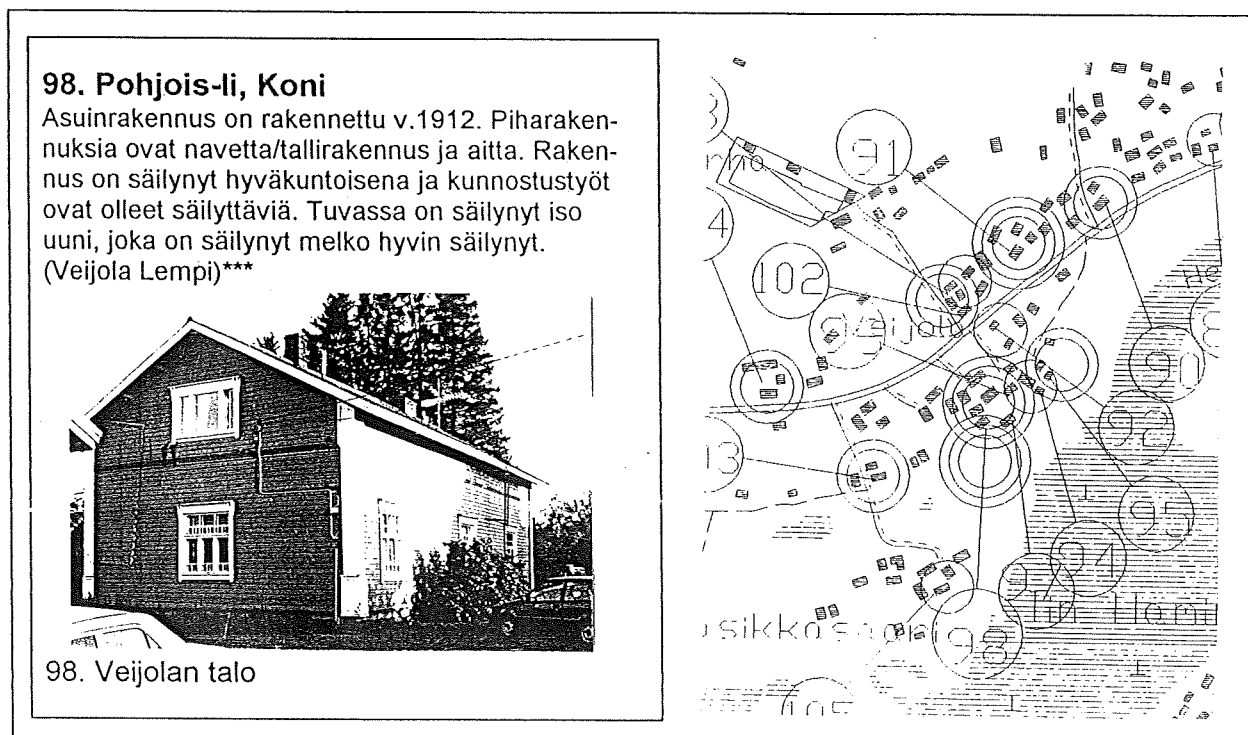 98. Pohjois-Ii, Koni
Asuinrakennus on rakennettu v.1912. Piharaken-
nuksia ovat navetta/tallirakennus ja aitta. Raken-
nus on säilynyt hyväkuntoisena ja kunnostustyöt
ovat olleet säilyttäviä. Tuvassa on säilynyt iso
uuni, joka on säilynyt melko hyvin säilynyt.
(Veijola Lempi)***
98. Veijolan talo
91
102
90
92
95
94
98
105